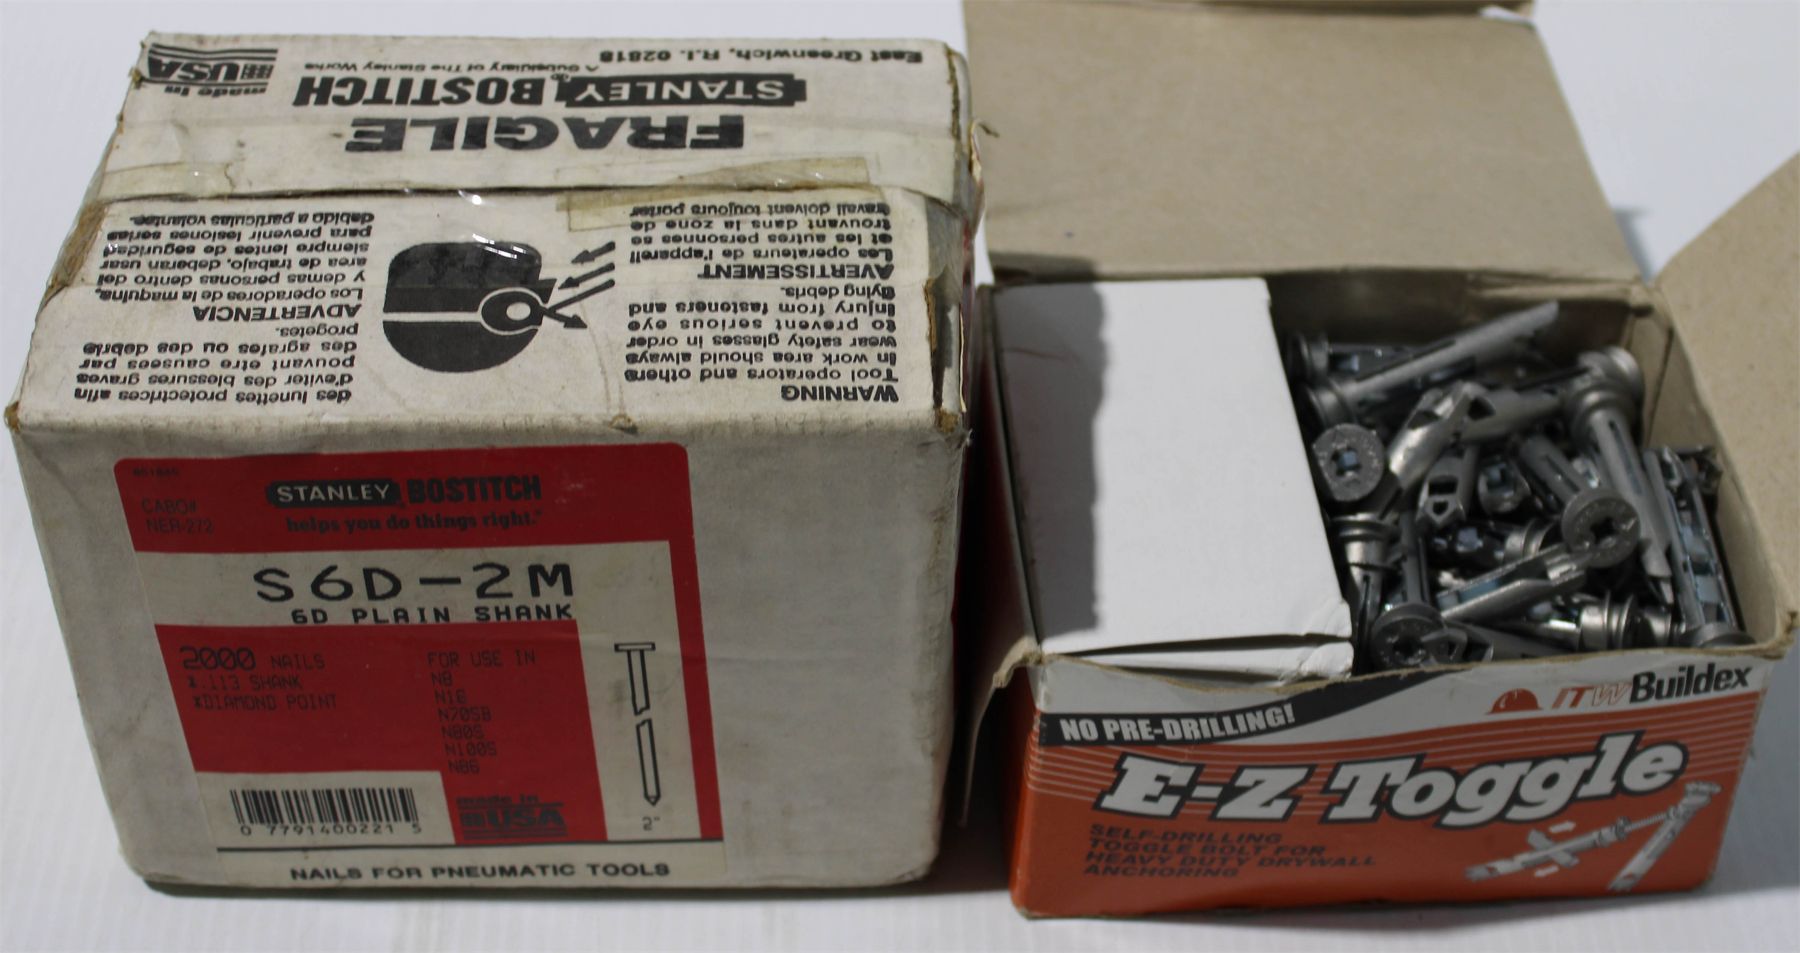 East Greenwich, R.I. 02818
A Subsidiary of The Stanley Works
STANLEY® BOSTITCH
made in
USA
FRAGILE
WARNING
Tool operators and others
in work area should always
wear safety glasses in order
to prevent serious eye
injury from fasteners and
flying debris.
AVERTISSEMENT
Les operateurs de l'appareil
et les autres personnes se
trouvant dans la zone de
travail doivent toujours porter
des lunettes protectrices afin
d'eviter des blessures graves
pouvant etre causees par
des agrafes ou des debris
progetes.
ADVERTENCIA
Los operadores de la maquina,
y demas personas dentro del
area de trabajo, deberan usar
siempre lentes de seguridad
para prevenir lesiones serias
debido a particulas volantes.
CABO#
NER-272
STANLEY BOSTITCH
helps you do things right.™
S6D-2M
6D PLAIN SHANK
2000 NAILS
*.113 SHANK
*DIAMOND POINT
FOR USE IN
N8
N16
N70SB
N80S
N100S
N86
0 77914 00221 5
made in
USA
2"
NAILS FOR PNEUMATIC TOOLS
NO PRE-DRILLING!
ITW Buildex
E-Z Toggle
SELF-DRILLING
TOGGLE BOLT FOR
HEAVY DUTY DRYWALL
ANCHORING